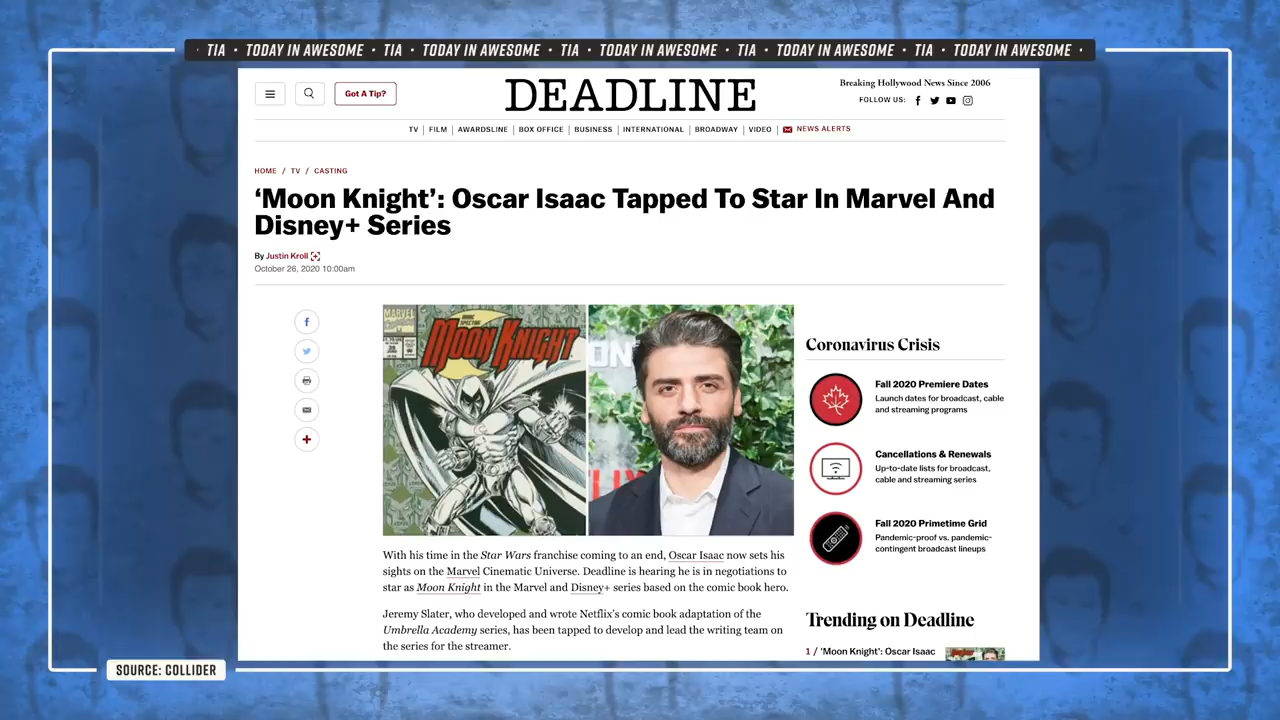 · TIA · TODAY IN AWESOME · TIA · TODAY IN AWESOME · TIA · TODAY IN AWESOME · TIA · TODAY IN AWESOME · TIA · TODAY IN AWESOME ·
Got A Tip?
DEADLINE
Breaking Hollywood News Since 2006
FOLLOW US:
TV | FILM | AWARDSLINE | BOX OFFICE | BUSINESS | INTERNATIONAL | BROADWAY | VIDEO | NEWS ALERTS
HOME / TV / CASTING
‘Moon Knight’: Oscar Isaac Tapped To Star In Marvel And
Disney+ Series
By Justin Kroll
October 26, 2020 10:00am
MARVEL
MOON KNIGHT
ON
LIX
With his time in the Star Wars franchise coming to an end, Oscar Isaac now sets his
sights on the Marvel Cinematic Universe. Deadline is hearing he is in negotiations to
star as Moon Knight in the Marvel and Disney+ series based on the comic book hero.
Jeremy Slater, who developed and wrote Netflix’s comic book adaptation of the
Umbrella Academy series, has been tapped to develop and lead the writing team on
the series for the streamer.
Coronavirus Crisis
Fall 2020 Premiere Dates
Launch dates for broadcast, cable
and streaming programs
Cancellations & Renewals
Up-to-date lists for broadcast,
cable and streaming series
Fall 2020 Primetime Grid
Pandemic-proof vs. pandemic-
contingent broadcast lineups
Trending on Deadline
1 / ‘Moon Knight’: Oscar Isaac
SOURCE: COLLIDER